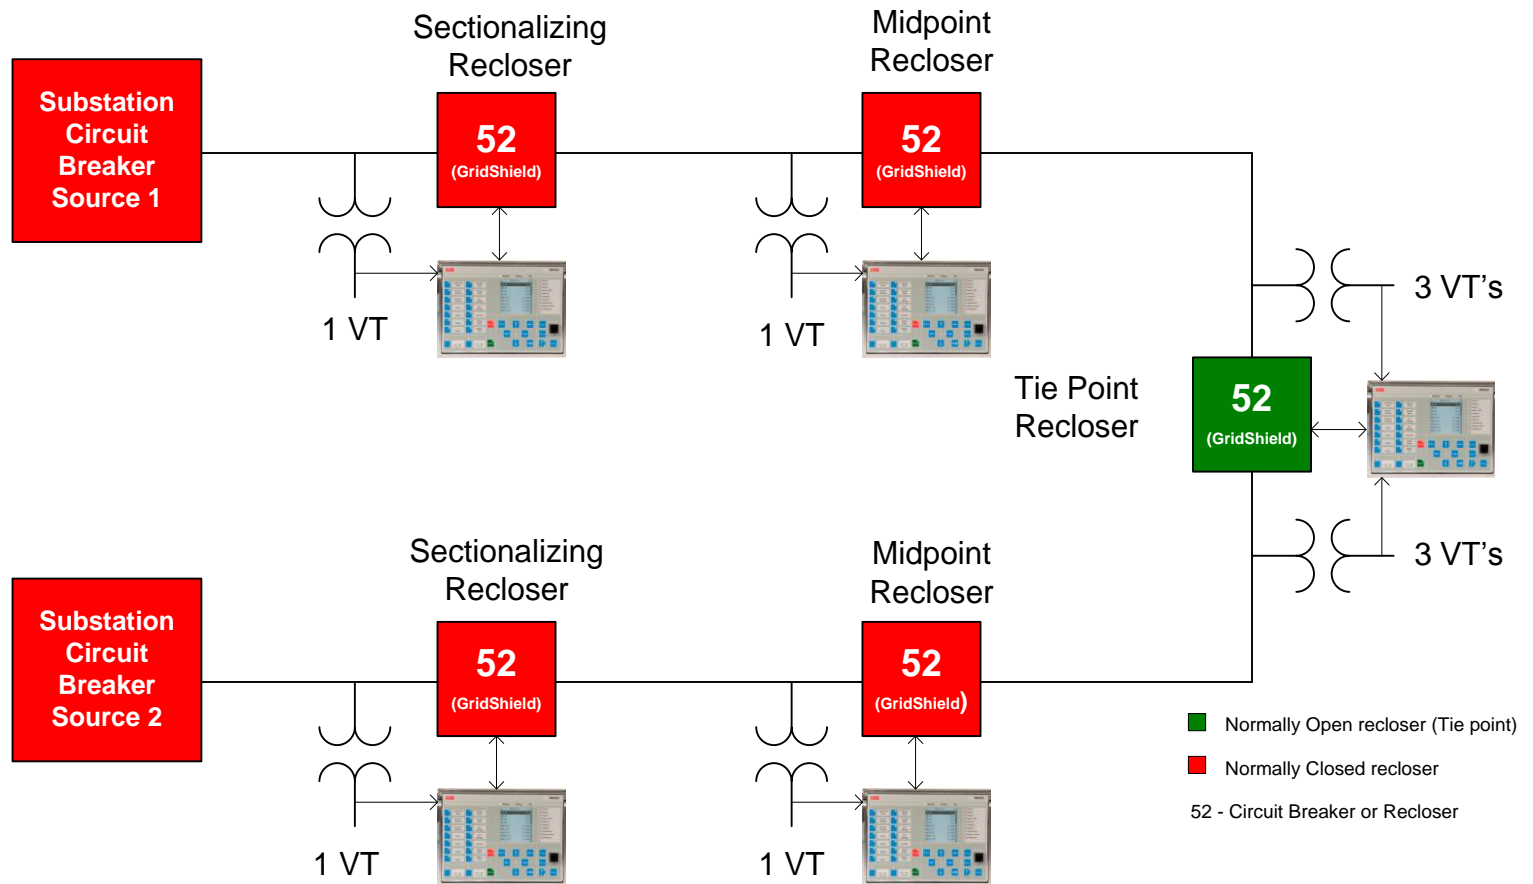 Sectionalizing
Recloser
Midpoint
Recloser
Substation
Circuit
Breaker
Source 1
52
(GridShield)
52
(GridShield)
1 VT
1 VT
3 VT's
Tie Point
Recloser
52
(GridShield)
3 VT's
Sectionalizing
Recloser
Midpoint
Recloser
Substation
Circuit
Breaker
Source 2
52
(GridShield)
52
(GridShield)
1 VT
1 VT
Normally Open recloser (Tie point)
Normally Closed recloser
52 - Circuit Breaker or Recloser